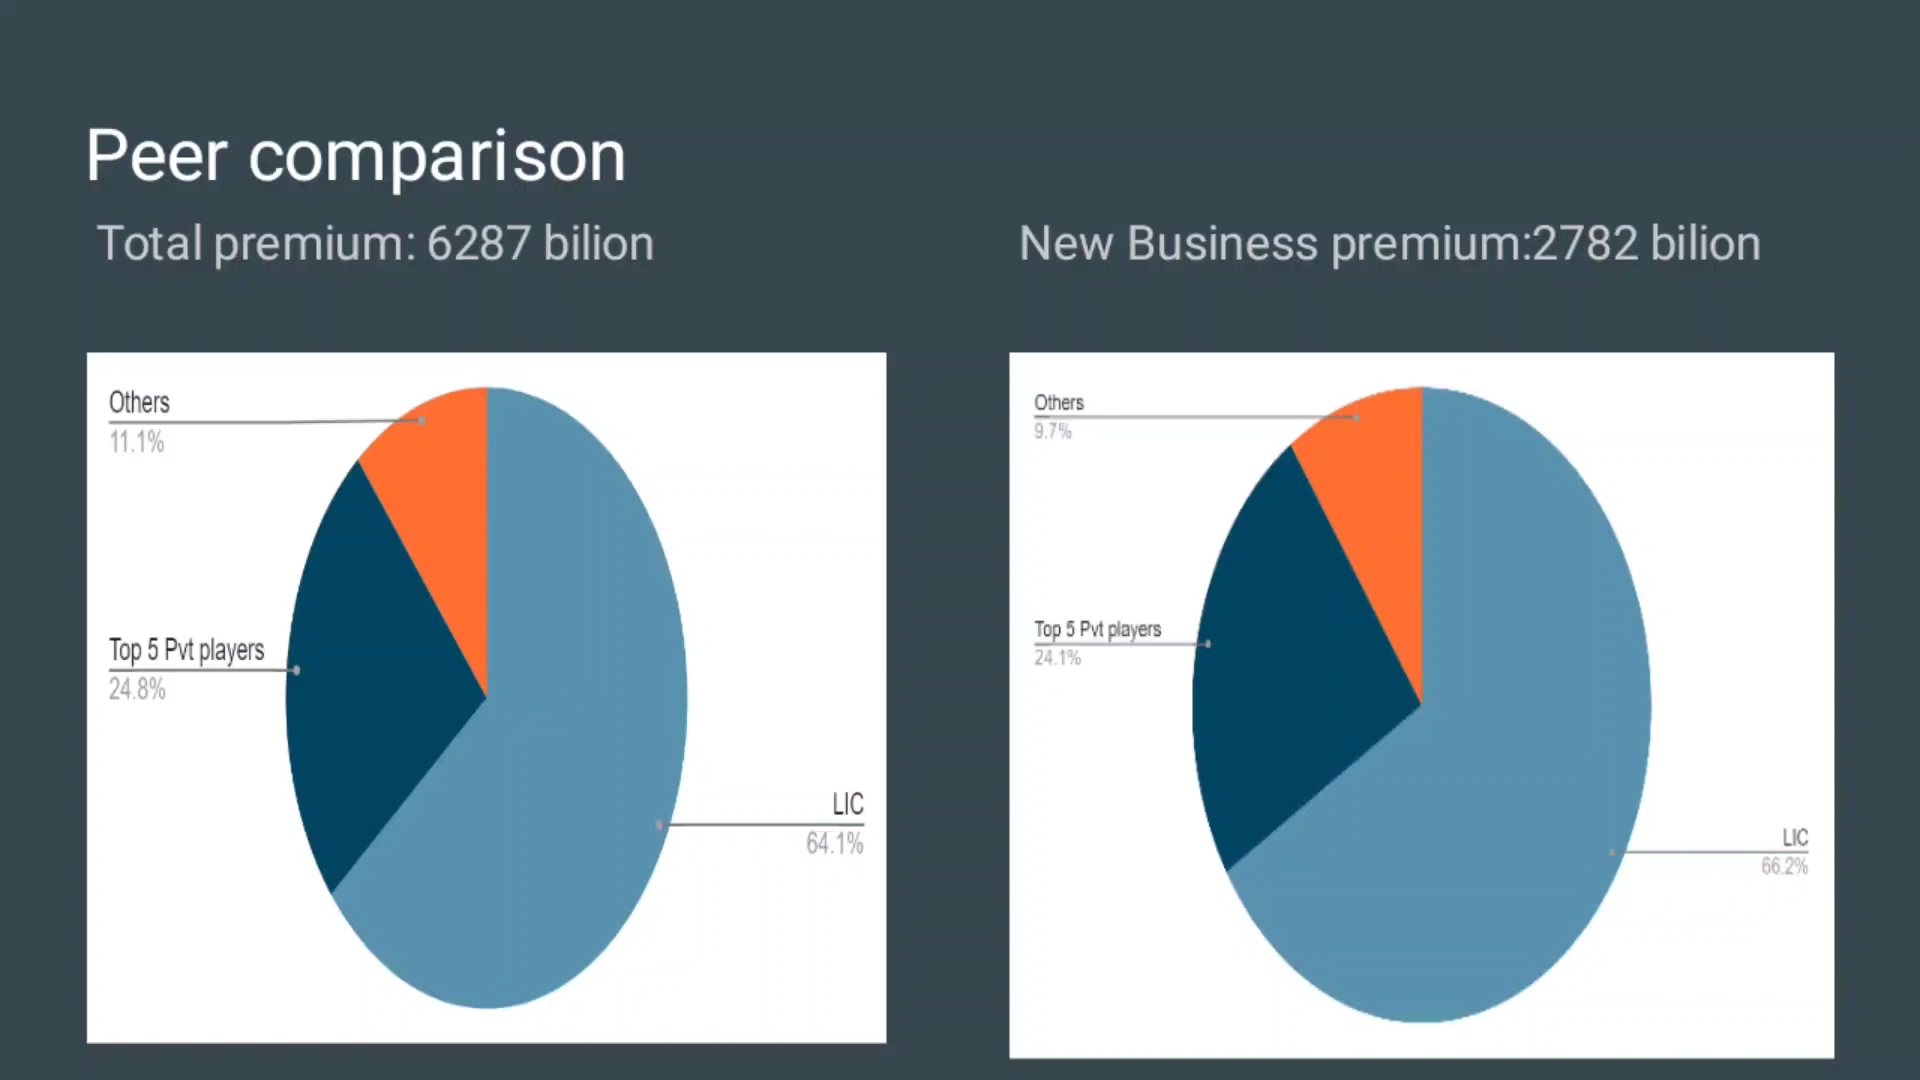 Peer comparison
Total premium: 6287 bilion
New Business premium:2782 bilion
Others
11.1%
Top 5 Pvt players
24.8%
LIC
64.1%
Others
9.7%
Top 5 Pvt players
24.1%
LIC
66.2%